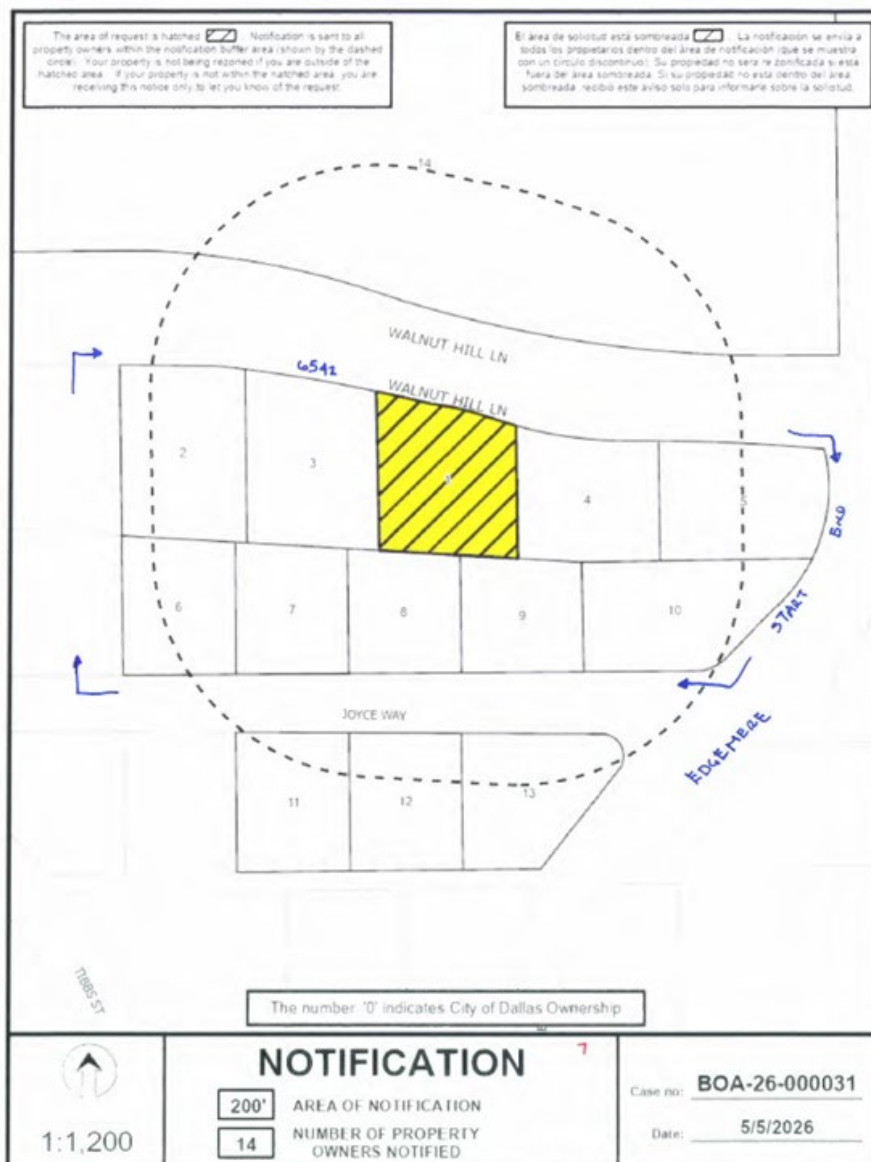 The area of request is hatched. Notification is sent to all
property owners within the notification buffer area (shown by the dashed
circle). Your property is not being rezoned if you are outside of the
hatched area. If your property is not within the hatched area, you are
receiving this notice only to let you know of the request.
El área de solicitud está sombreada. La notificación se envía a
todos los propietarios dentro del área de notificación (que se muestra
con un círculo discontinuo). Su propiedad no será re zonificada si está
fuera del área sombreada. Si su propiedad no está dentro del área
sombreada, recibió este aviso solo para informarle sobre la solicitud.
14
WALNUT HILL LN
6542
WALNUT HILL LN
2
3
4
5
END
6
7
8
9
10
START
JOYCE WAY
EDGEMERE
11
12
13
TIBBS ST
The number '0' indicates City of Dallas Ownership
1:1,200
NOTIFICATION
7
200' AREA OF NOTIFICATION
14 NUMBER OF PROPERTY
OWNERS NOTIFIED
Case no: BOA-26-000031
Date: 5/5/2026